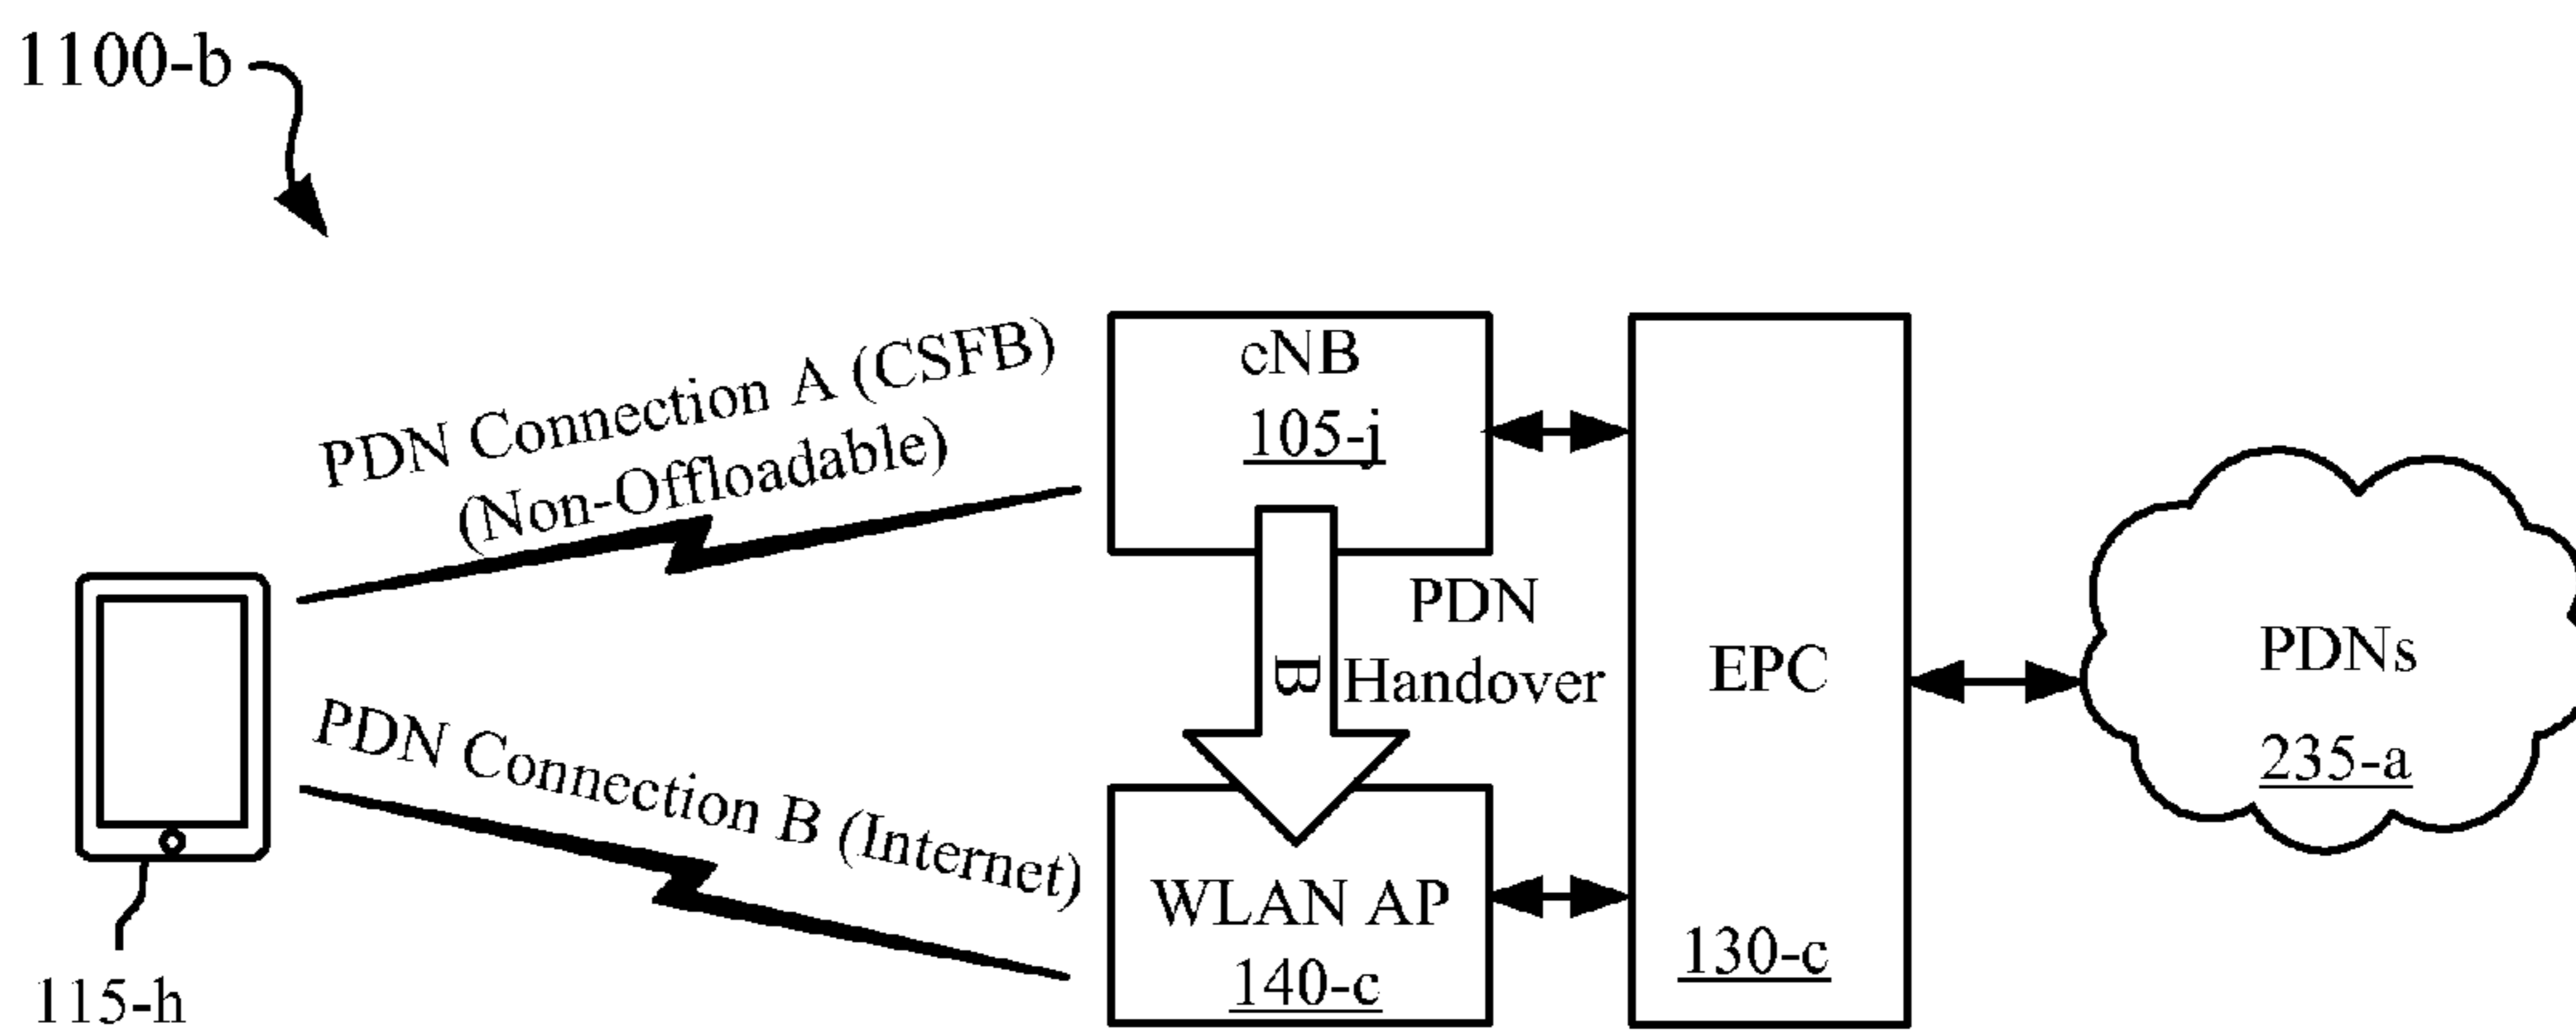 1100-b
PDN Connection A (CSFB)
(Non-Offloadable)
cNB
105-j
PDN
Handover
B
EPC
130-c
PDNs
235-a
PDN Connection B (Internet)
WLAN AP
140-c
115-h